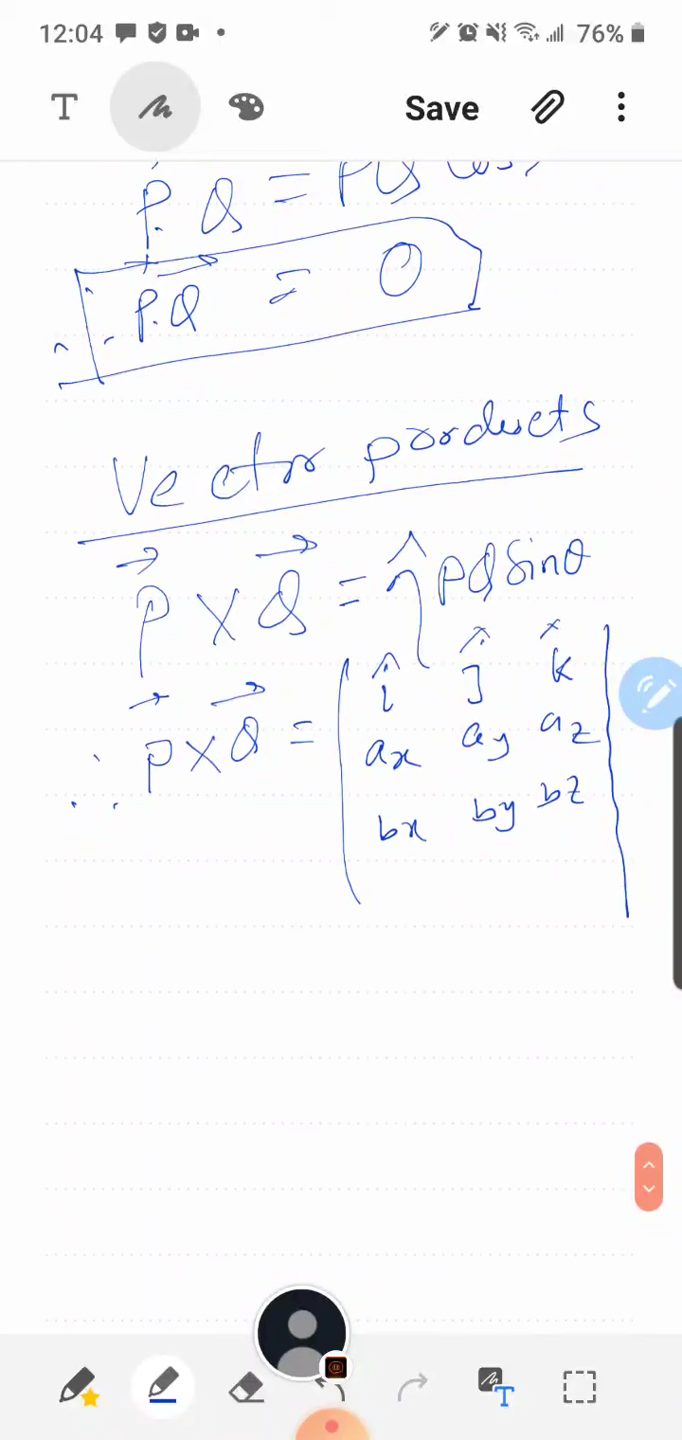 12:04 76%
T Save
P. Q = PQ cos
∴ P.Q = 0
Vector products
P × Q = η̂ PQ Sinθ
∴ P × Q = | î ĵ k̂ |
ax ay az
bx by bz
T